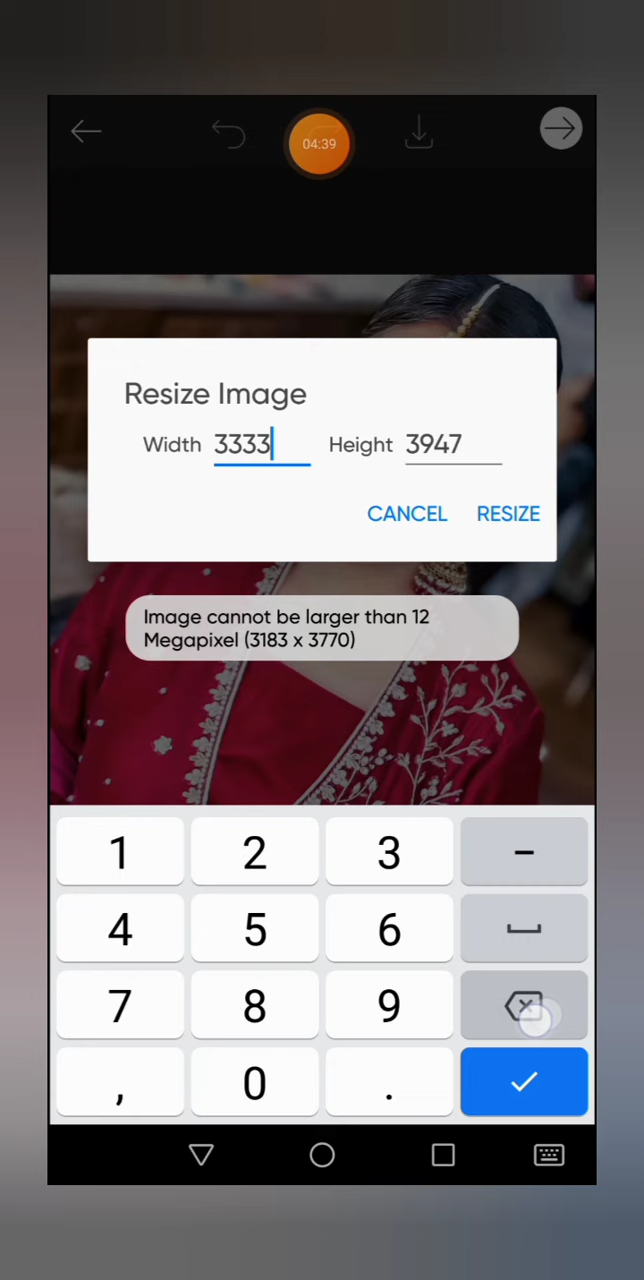 04:39
Resize Image
Width 3333 Height 3947
CANCEL RESIZE
Image cannot be larger than 12
Megapixel (3183 x 3770)
1 2 3 –
4 5 6
7 8 9
, 0 .